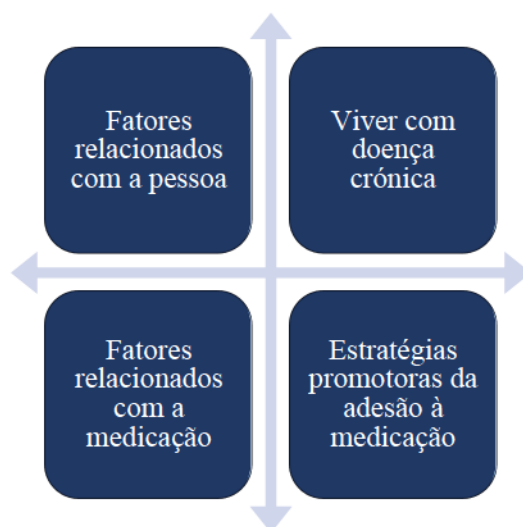 Fatores
relacionados
com a pessoa
Viver com
doença
crónica
Fatores
relacionados
com a
medicação
Estratégias
promotoras da
adesão à
medicação